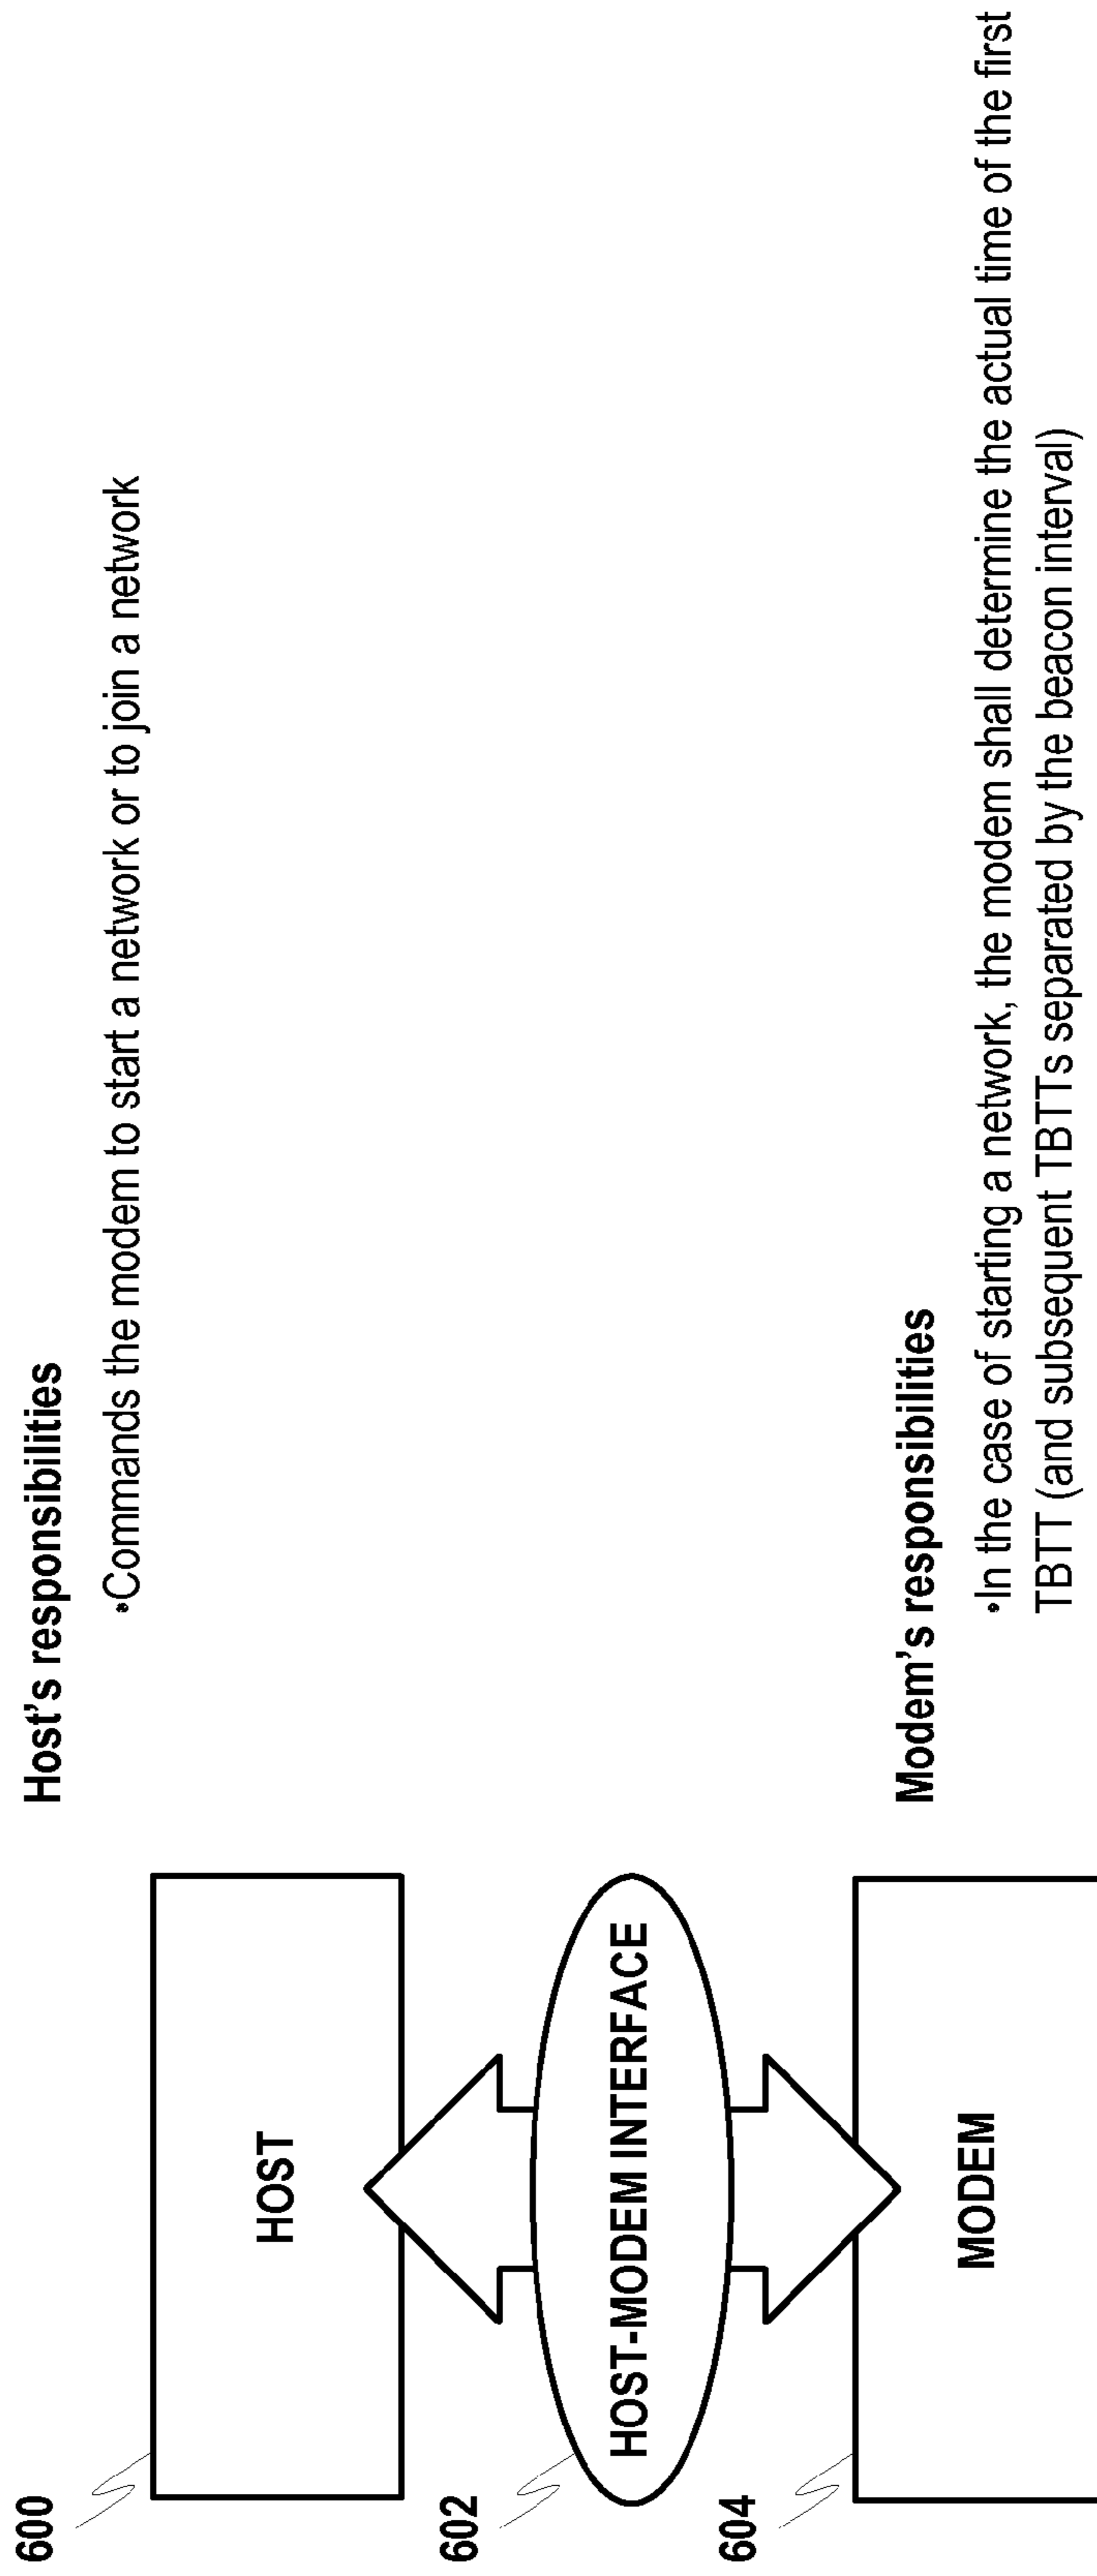 600
HOST
Host's responsibilities
•Commands the modem to start a network or to join a network
602
HOST-MODEM INTERFACE
604
MODEM
Modem's responsibilities
•In the case of starting a network, the modem shall determine the actual time of the first
TBTT (and subsequent TBTTs separated by the beacon interval)